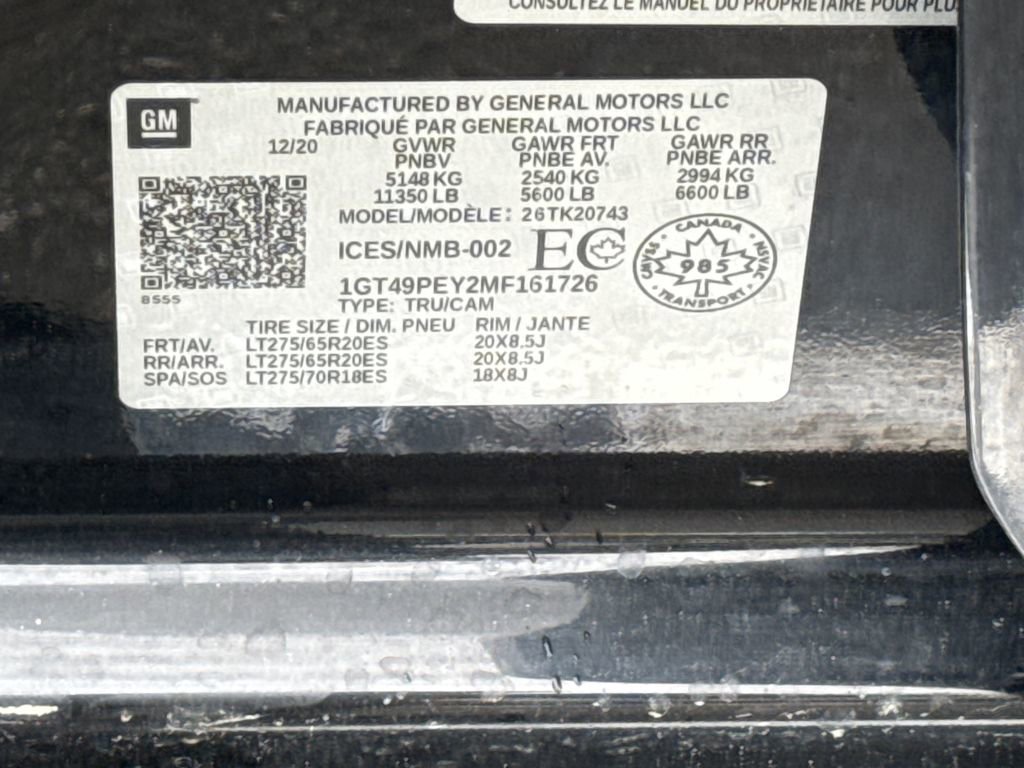 CONSULTEZ LE MANUEL DU PROPRIÉTAIRE POUR PLUS
GM
MANUFACTURED BY GENERAL MOTORS LLC
FABRIQUÉ PAR GENERAL MOTORS LLC
12/20 GVWR GAWR FRT GAWR RR
PNBV PNBE AV. PNBE ARR.
5148 KG 2540 KG 2994 KG
11350 LB 5600 LB 6600 LB
MODEL/MODÈLE: 26TK20743
ICES/NMB-002 EC
CANADA
CMVSS 985 NSVAC
TRANSPORT
1GT49PEY2MF161726
8555
TYPE: TRU/CAM
TIRE SIZE / DIM. PNEU RIM / JANTE
FRT/AV. LT275/65R20ES 20X8.5J
RR/ARR. LT275/65R20ES 20X8.5J
SPA/SOS LT275/70R18ES 18X8J